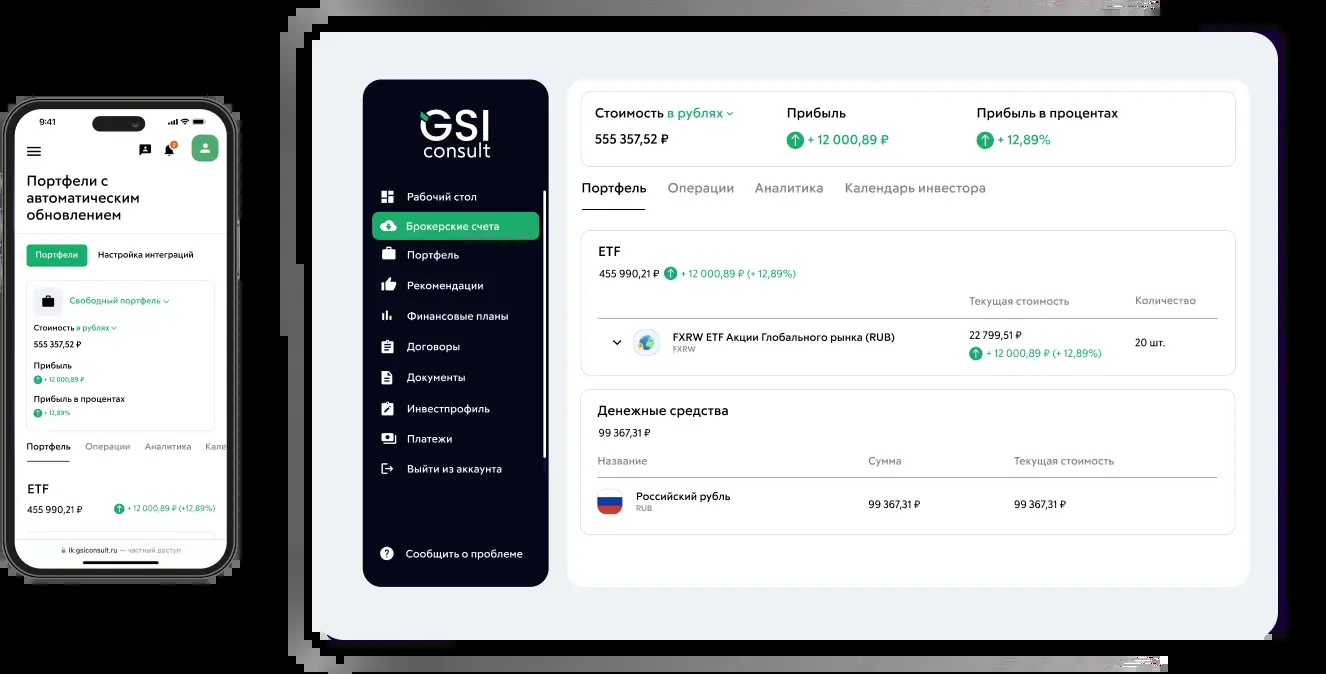 9:41
2
Портфели с
автоматическим
обновлением
Портфели
Настройка интеграций
Свободный портфель
Стоимость в рублях
555 357,52 ₽
Прибыль
+ 12 000,89 ₽
Прибыль в процентах
+ 12,89%
Портфель Операции Аналитика Кале
ETF
455 990,21 ₽ + 12 000,89 ₽ (+12,89%)
lk.gsiconsult.ru — частный доступ
GSI
consult
Рабочий стол
Брокерские счета
Портфель
Рекомендации
Финансовые планы
Договоры
Документы
Инвестпрофиль
Платежи
Выйти из аккаунта
Сообщить о проблеме
Стоимость в рублях Прибыль Прибыль в процентах
555 357,52 ₽ + 12 000,89 ₽ + 12,89%
Портфель Операции Аналитика Календарь инвестора
ETF
455 990,21 ₽ + 12 000,89 ₽ (+ 12,89%)
Текущая стоимость Количество
FXRW ETF Акции Глобального рынка (RUB)
FXRW
22 799,51 ₽
+ 12 000,89 ₽ (+ 12,89%)
20 шт.
Денежные средства
99 367,31 ₽
Название Сумма Текущая стоимость
Российский рубль
RUB
99 367,31 ₽ 99 367,31 ₽